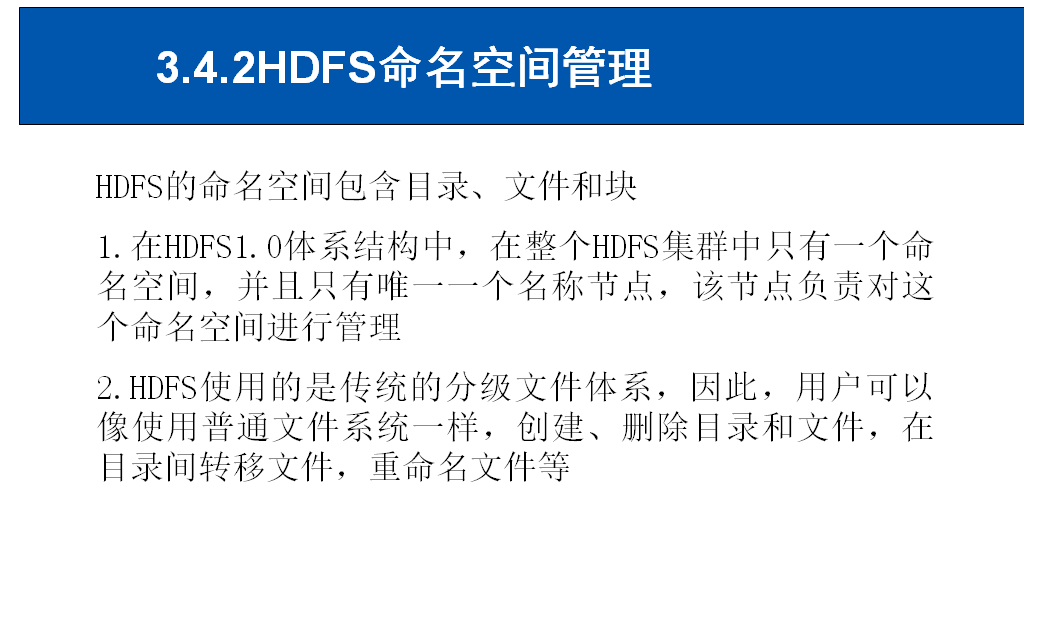 3.4.2HDFS命名空间管理
HDFS的命名空间包含目录、文件和块
1.在HDFS1.0体系结构中，在整个HDFS集群中只有一个命
名空间，并且只有唯一一个名称节点，该节点负责对这
个命名空间进行管理
2.HDFS使用的是传统的分级文件体系，因此，用户可以
像使用普通文件系统一样，创建、删除目录和文件，在
目录间转移文件，重命名文件等